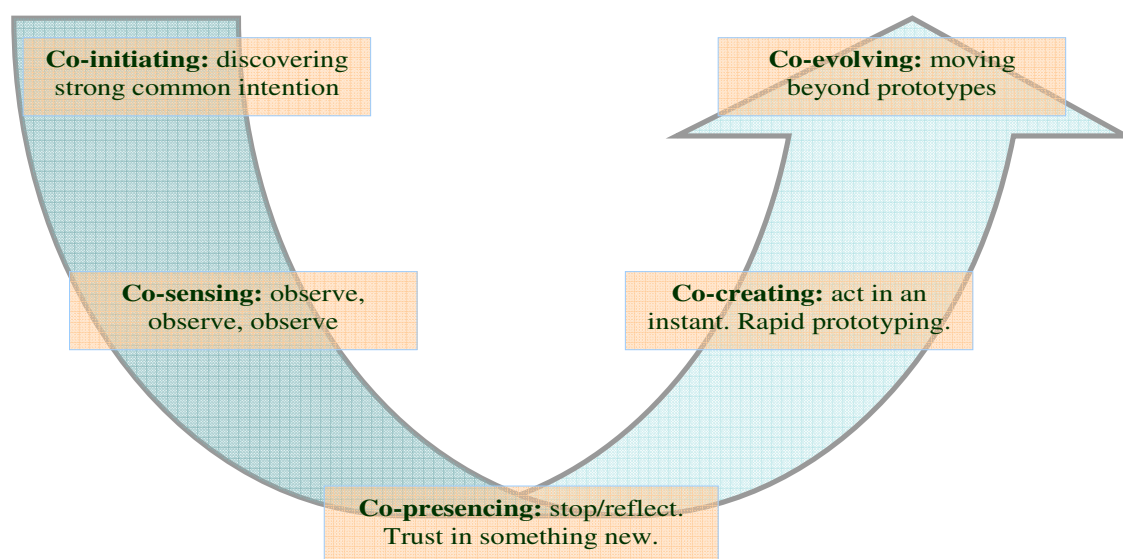 Co-initiating: discovering
strong common intention
Co-sensing: observe,
observe, observe
Co-presencing: stop/reflect.
Trust in something new.
Co-creating: act in an
instant. Rapid prototyping.
Co-evolving: moving
beyond prototypes